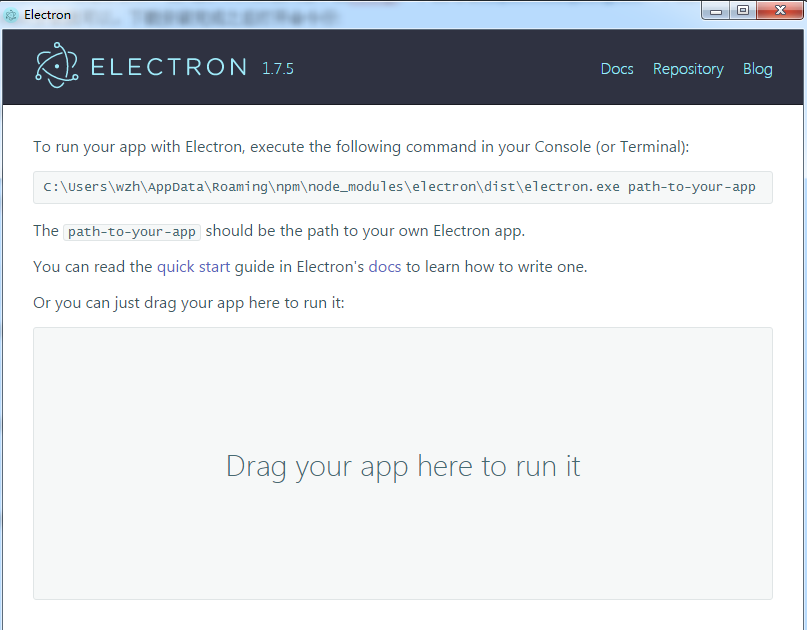 Electron
ELECTRON 1.7.5 Docs Repository Blog
To run your app with Electron, execute the following command in your Console (or Terminal):
C:\Users\wzh\AppData\Roaming\npm\node_modules\electron\dist\electron.exe path-to-your-app
The path-to-your-app should be the path to your own Electron app.
You can read the quick start guide in Electron's docs to learn how to write one.
Or you can just drag your app here to run it:
Drag your app here to run it